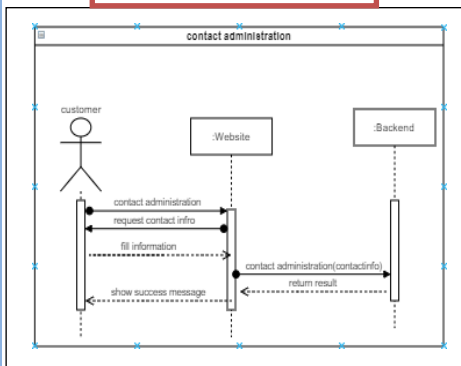 contact administration
customer
:Website
:Backend
contact administration
request contact infro
fill information
contact administration(contactinfo)
return result
show success message